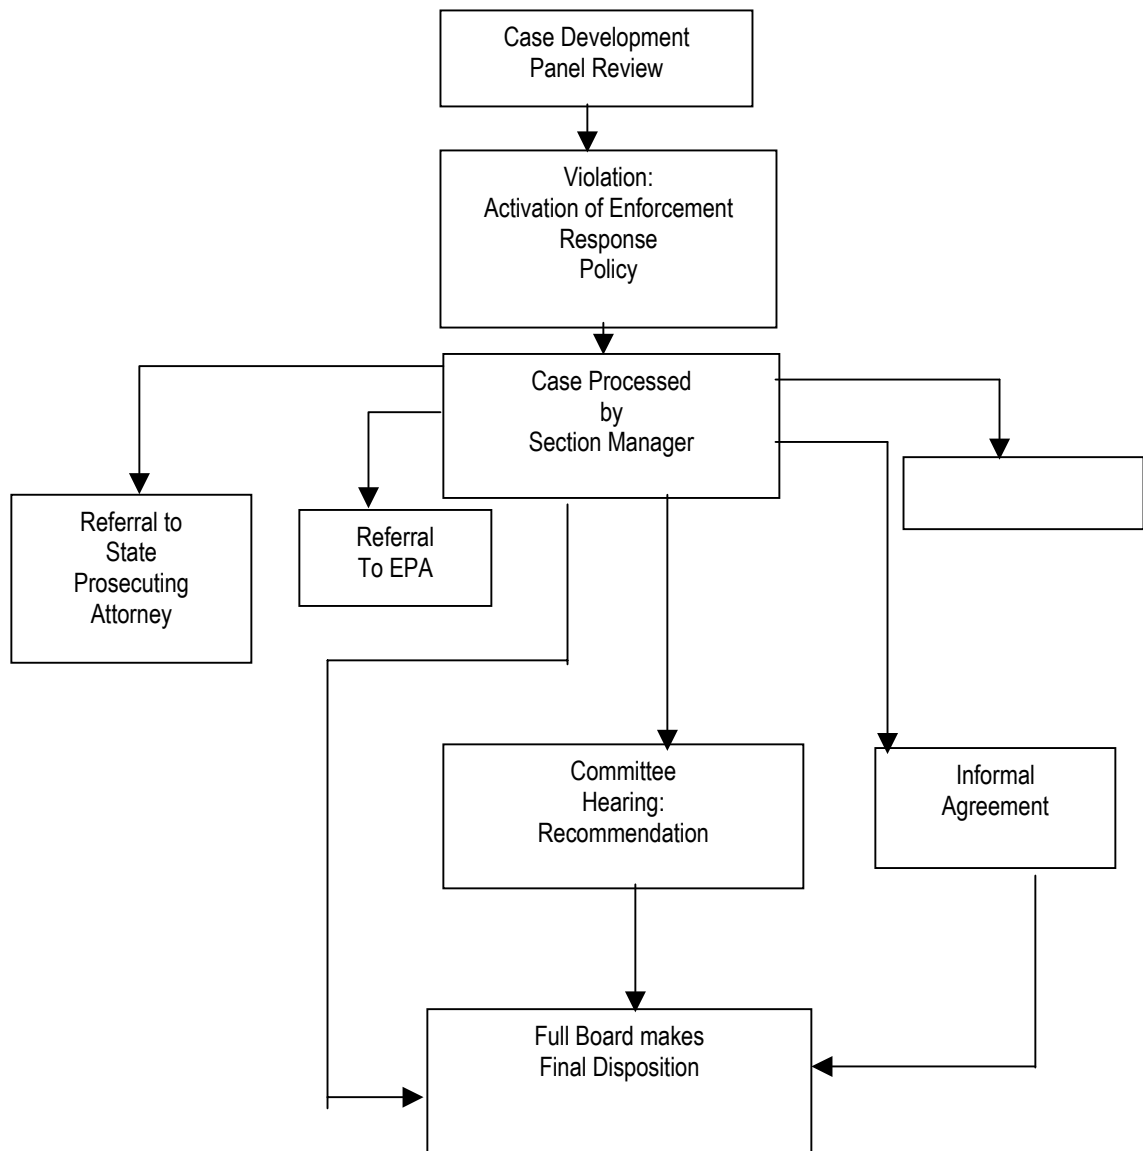 Case Development
Panel Review
Violation:
Activation of Enforcement
Response
Policy
Case Processed
by
Section Manager
Referral to
State
Prosecuting
Attorney
Referral
To EPA
Committee
Hearing:
Recommendation
Informal
Agreement
Full Board makes
Final Disposition